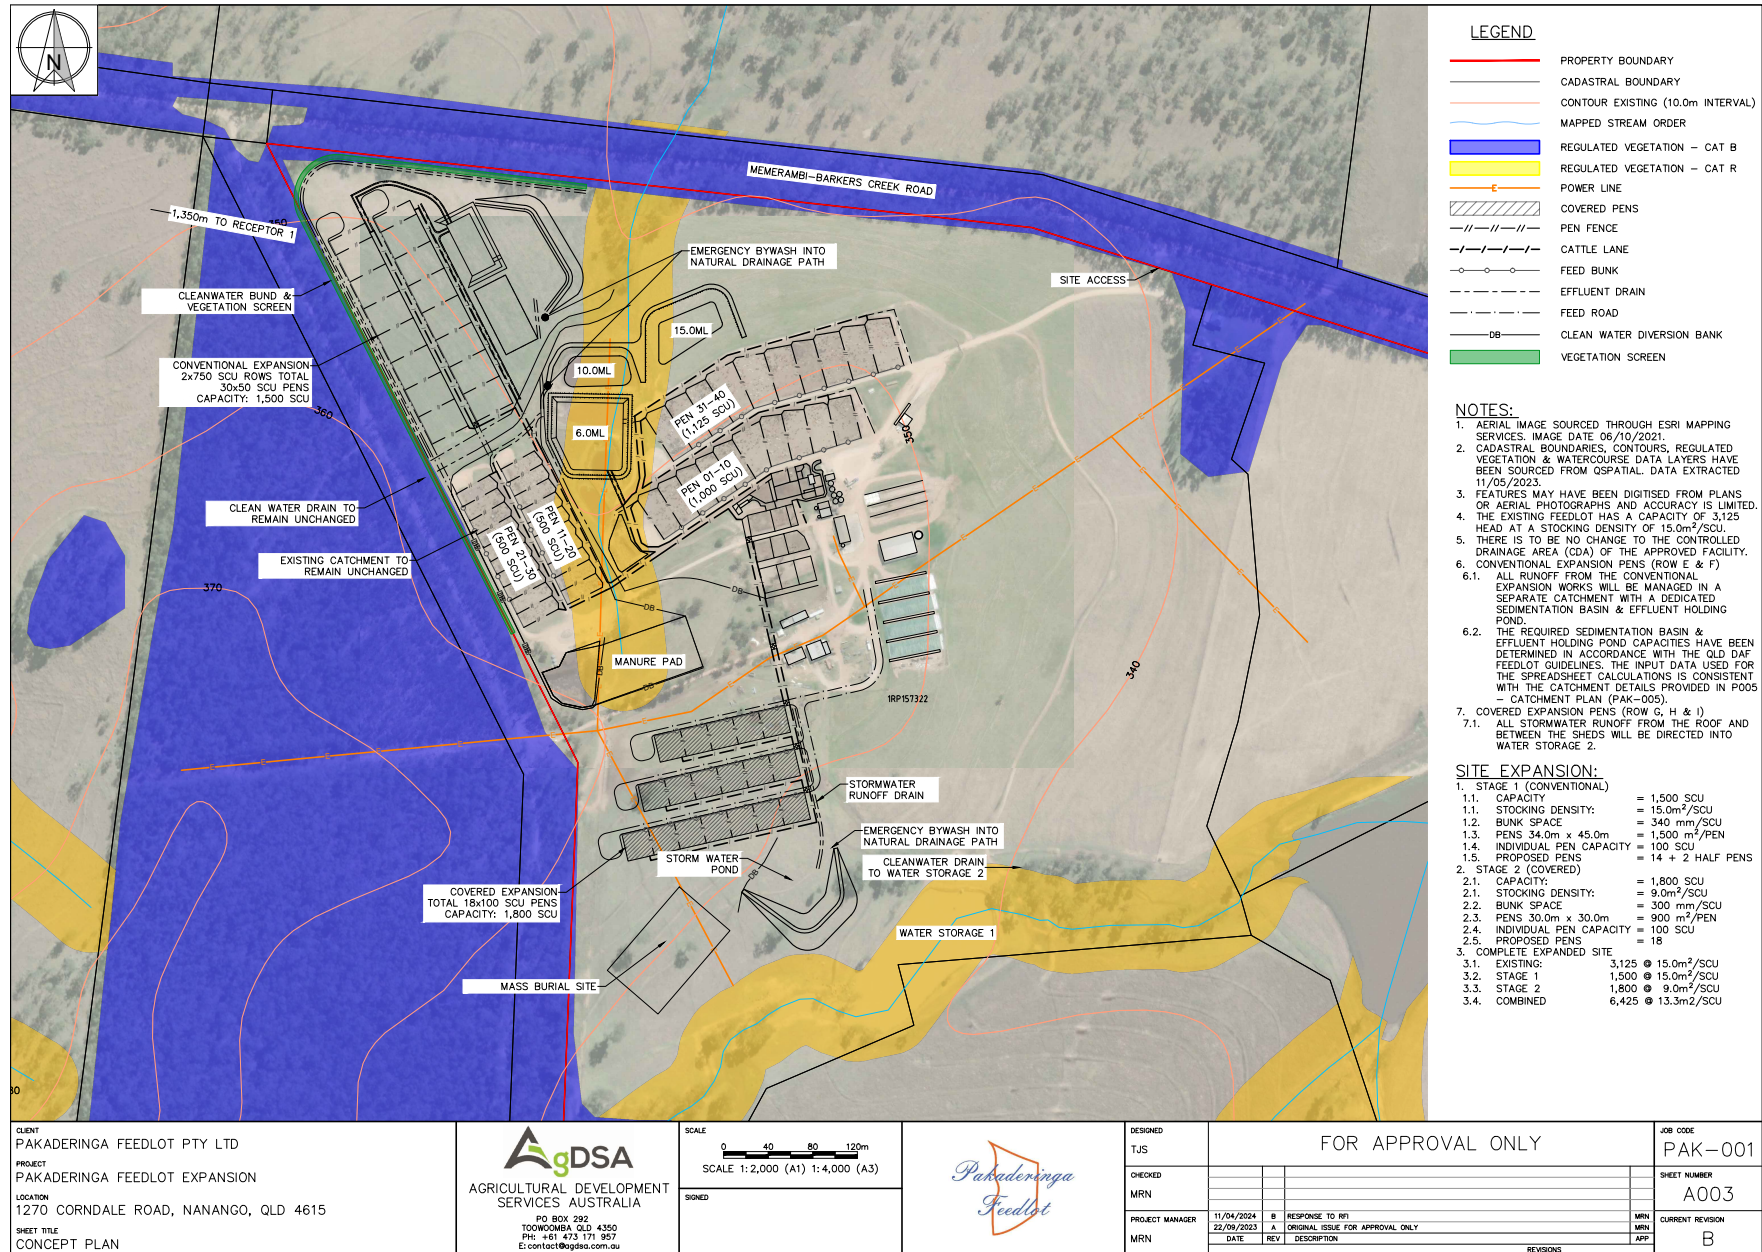 N
MEMERAMBI-BARKERS CREEK ROAD
1,350m TO RECEPTOR 1
350
EMERGENCY BYWASH INTO
NATURAL DRAINAGE PATH
SITE ACCESS
CLEANWATER BUND &
VEGETATION SCREEN
15.0ML
CONVENTIONAL EXPANSION
2x750 SCU ROWS TOTAL
30x50 SCU PENS
CAPACITY: 1,500 SCU
10.0ML
360
PEN 31-40
(1,125 SCU)
6.0ML
350
PEN 01-10
(1,000 SCU)
CLEAN WATER DRAIN TO
REMAIN UNCHANGED
PEN 11-20
(500 SCU)
PEN 21-30
(500 SCU)
EXISTING CATCHMENT TO
REMAIN UNCHANGED
370
DB
DB
DB
DB
DB
DB
DB
MANURE PAD
340
1RP157322
E
E
E
E
E
E
E
E
E
E
E
E
STORMWATER
RUNOFF DRAIN
EMERGENCY BYWASH INTO
NATURAL DRAINAGE PATH
STORM WATER
POND
CLEANWATER DRAIN
TO WATER STORAGE 2
DB
COVERED EXPANSION
TOTAL 18x100 SCU PENS
CAPACITY: 1,800 SCU
WATER STORAGE 1
MASS BURIAL SITE
LEGEND
PROPERTY BOUNDARY
CADASTRAL BOUNDARY
CONTOUR EXISTING (10.0m INTERVAL)
MAPPED STREAM ORDER
REGULATED VEGETATION - CAT B
REGULATED VEGETATION - CAT R
E POWER LINE
COVERED PENS
PEN FENCE
CATTLE LANE
FEED BUNK
EFFLUENT DRAIN
FEED ROAD
DB CLEAN WATER DIVERSION BANK
VEGETATION SCREEN
NOTES:
1. AERIAL IMAGE SOURCED THROUGH ESRI MAPPING
SERVICES. IMAGE DATE 06/10/2021.
2. CADASTRAL BOUNDARIES, CONTOURS, REGULATED
VEGETATION & WATERCOURSE DATA LAYERS HAVE
BEEN SOURCED FROM QSPATIAL. DATA EXTRACTED
11/05/2023.
3. FEATURES MAY HAVE BEEN DIGITISED FROM PLANS
OR AERIAL PHOTOGRAPHS AND ACCURACY IS LIMITED.
4. THE EXISTING FEEDLOT HAS A CAPACITY OF 3,125
HEAD AT A STOCKING DENSITY OF 15.0m²/SCU.
5. THERE IS TO BE NO CHANGE TO THE CONTROLLED
DRAINAGE AREA (CDA) OF THE APPROVED FACILITY.
6. CONVENTIONAL EXPANSION PENS (ROW E & F)
6.1. ALL RUNOFF FROM THE CONVENTIONAL
EXPANSION WORKS WILL BE MANAGED IN A
SEPARATE CATCHMENT WITH A DEDICATED
SEDIMENTATION BASIN & EFFLUENT HOLDING
POND.
6.2. THE REQUIRED SEDIMENTATION BASIN &
EFFLUENT HOLDING POND CAPACITIES HAVE BEEN
DETERMINED IN ACCORDANCE WITH THE QLD DAF
FEEDLOT GUIDELINES. THE INPUT DATA USED FOR
THE SPREADSHEET CALCULATIONS IS CONSISTENT
WITH THE CATCHMENT DETAILS PROVIDED IN P005
- CATCHMENT PLAN (PAK-005).
7. COVERED EXPANSION PENS (ROW G, H & I)
7.1. ALL STORMWATER RUNOFF FROM THE ROOF AND
BETWEEN THE SHEDS WILL BE DIRECTED INTO
WATER STORAGE 2.
SITE EXPANSION:
1. STAGE 1 (CONVENTIONAL)
1.1. CAPACITY = 1,500 SCU
1.1. STOCKING DENSITY: = 15.0m²/SCU
1.2. BUNK SPACE = 340 mm/SCU
1.3. PENS 34.0m x 45.0m = 1,500 m²/PEN
1.4. INDIVIDUAL PEN CAPACITY = 100 SCU
1.5. PROPOSED PENS = 14 + 2 HALF PENS
2. STAGE 2 (COVERED)
2.1. CAPACITY: = 1,800 SCU
2.1. STOCKING DENSITY: = 9.0m²/SCU
2.2. BUNK SPACE = 300 mm/SCU
2.3. PENS 30.0m x 30.0m = 900 m²/PEN
2.4. INDIVIDUAL PEN CAPACITY = 100 SCU
2.5. PROPOSED PENS = 18
3. COMPLETE EXPANDED SITE
3.1. EXISTING: 3,125 @ 15.0m²/SCU
3.2. STAGE 1 1,500 @ 15.0m²/SCU
3.3. STAGE 2 1,800 @ 9.0m²/SCU
3.4. COMBINED 6,425 @ 13.3m2/SCU
CLIENT
PAKADERINGA FEEDLOT PTY LTD
PROJECT
PAKADERINGA FEEDLOT EXPANSION
LOCATION
1270 CORNDALE ROAD, NANANGO, QLD 4615
SHEET TITLE
CONCEPT PLAN
AgDSA
AGRICULTURAL DEVELOPMENT
SERVICES AUSTRALIA
PO BOX 292
TOOWOOMBA QLD 4350
PH: +61 473 171 957
E: contact@agdsa.com.au
SCALE
0 40 80 120m
SCALE 1:2,000 (A1) 1:4,000 (A3)
SIGNED
Pakaderinga
Feedlot
DESIGNED
TJS
CHECKED
MRN
PROJECT MANAGER
MRN
FOR APPROVAL ONLY
11/04/2024 B RESPONSE TO RFI MRN
22/09/2023 A ORIGINAL ISSUE FOR APPROVAL ONLY MRN
DATE REV DESCRIPTION APP
REVISIONS
JOB CODE
PAK-001
SHEET NUMBER
A003
CURRENT REVISION
B